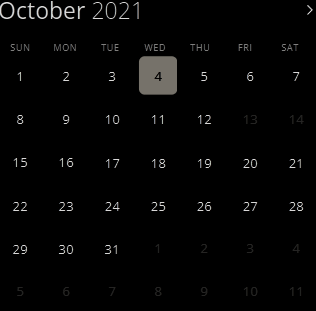 October 2021
SUN MON TUE WED THU FRI SAT
1 2 3 4 5 6 7
8 9 10 11 12 13 14
15 16 17 18 19 20 21
22 23 24 25 26 27 28
29 30 31 1 2 3 4
5 6 7 8 9 10 11